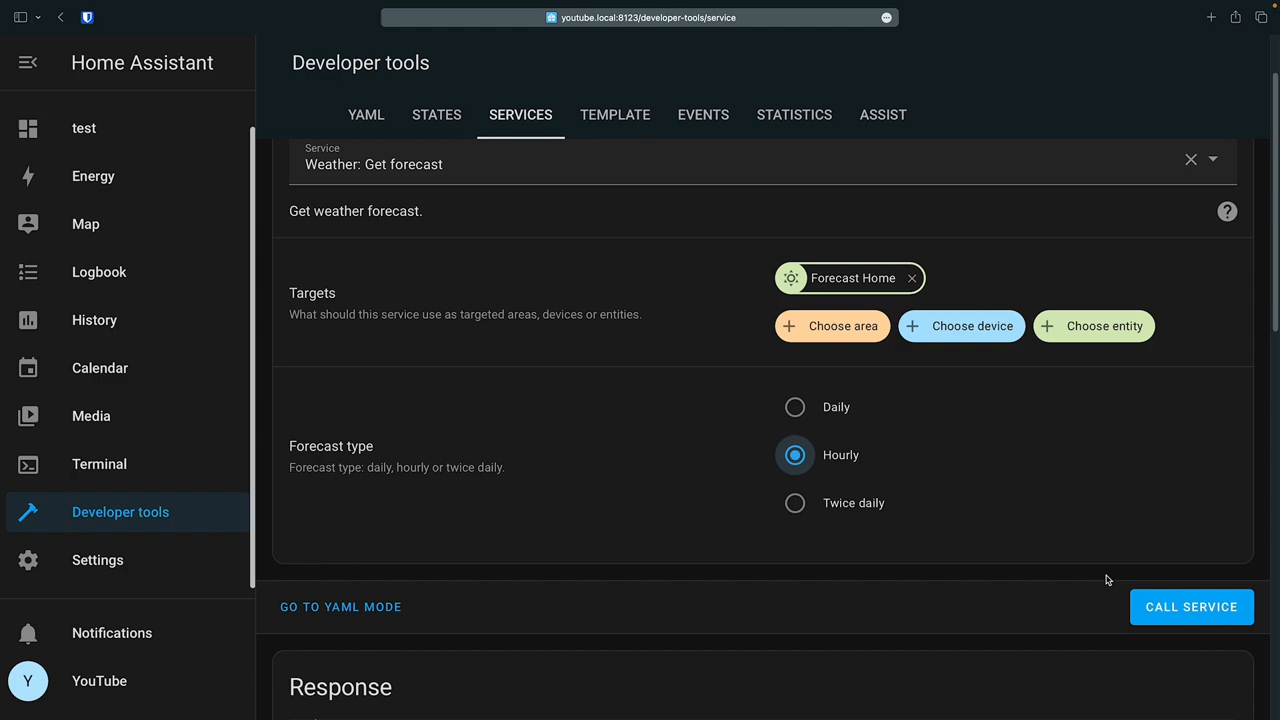 youtube.local:8123/developer-tools/service
Home Assistant
test
Energy
Map
Logbook
History
Calendar
Media
Terminal
Developer tools
Settings
Notifications
Y
YouTube
Developer tools
YAML
STATES
SERVICES
TEMPLATE
EVENTS
STATISTICS
ASSIST
Service
Weather: Get forecast
Get weather forecast.
Targets
What should this service use as targeted areas, devices or entities.
Forecast Home
Choose area
Choose device
Choose entity
Forecast type
Forecast type: daily, hourly or twice daily.
Daily
Hourly
Twice daily
GO TO YAML MODE
CALL SERVICE
Response